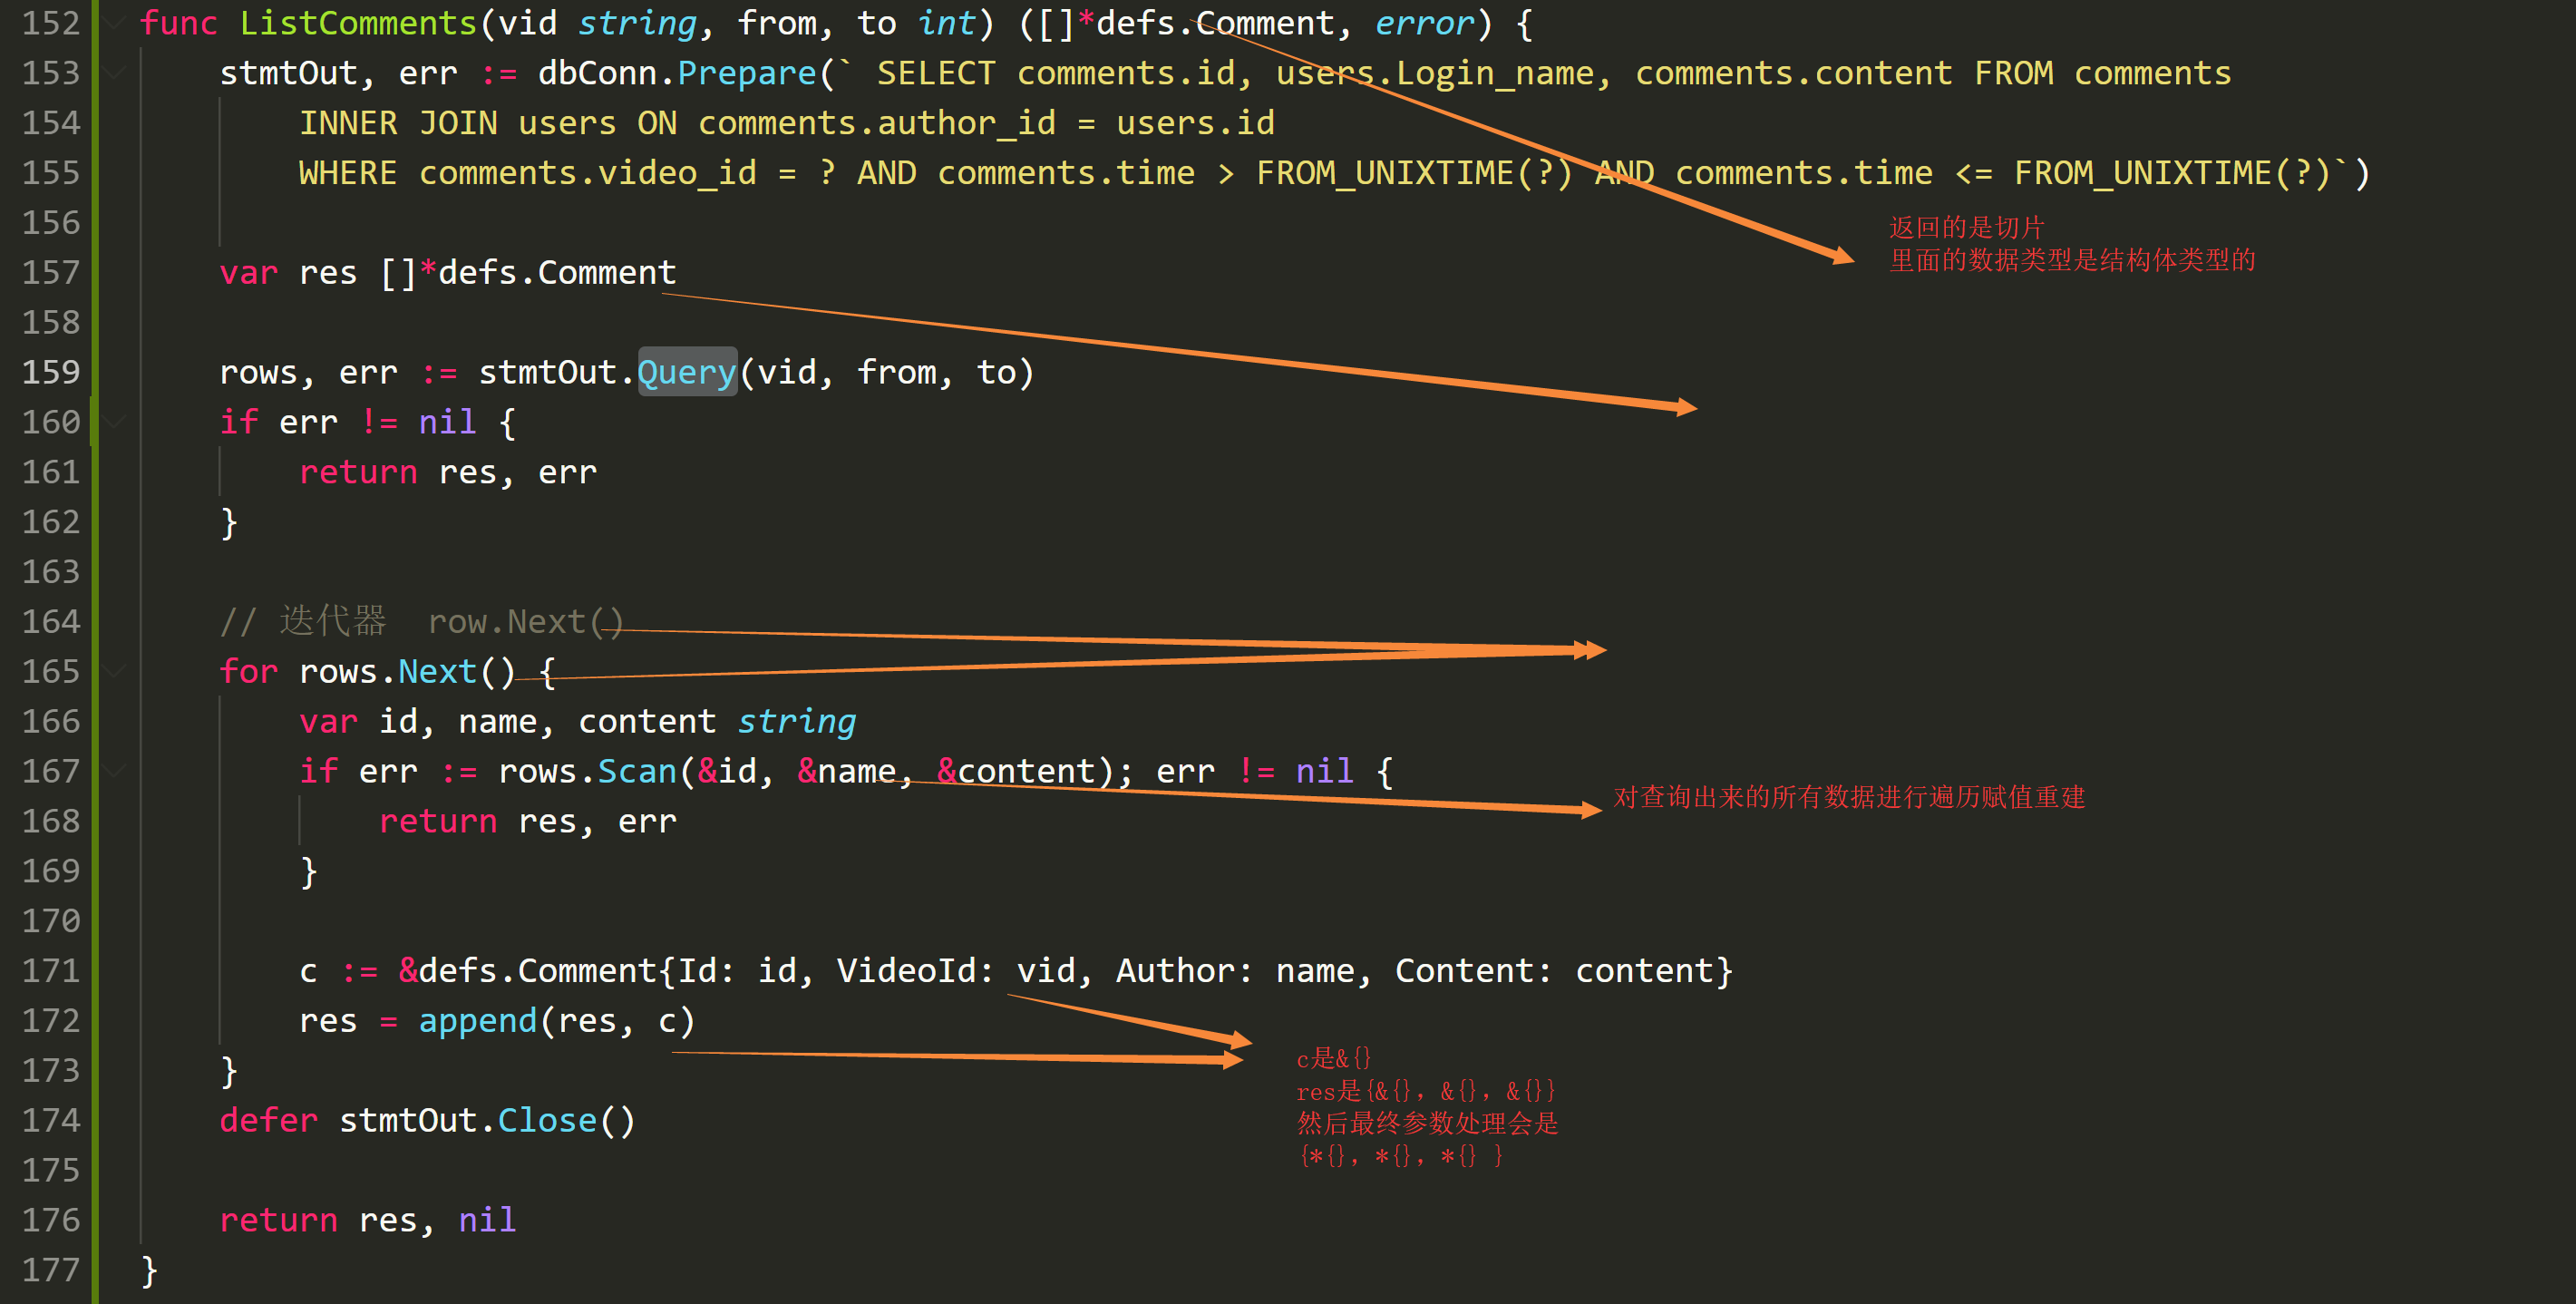 152 func ListComments(vid string, from, to int) ([]*defs.Comment, error) {
153 stmtOut, err := dbConn.Prepare(` SELECT comments.id, users.Login_name, comments.content FROM comments
154 INNER JOIN users ON comments.author_id = users.id
155 WHERE comments.video_id = ? AND comments.time > FROM_UNIXTIME(?) AND comments.time <= FROM_UNIXTIME(?)`)
156
返回的是切片
里面的数据类型是结构体类型的
157 var res []*defs.Comment
158
159 rows, err := stmtOut.Query(vid, from, to)
160 if err != nil {
161 return res, err
162 }
163
164 // 迭代器  row.Next()
165 for rows.Next() {
166 var id, name, content string
167 if err := rows.Scan(&id, &name, &content); err != nil {
对查询出来的所有数据进行遍历赋值重建
168 return res, err
169 }
170
171 c := &defs.Comment{Id: id, VideoId: vid, Author: name, Content: content}
172 res = append(res, c)
173 }
c是&{}
res是{&{}, &{}, &{}}
然后最终参数处理会是
{*{}, *{}, *{} }
174 defer stmtOut.Close()
175
176 return res, nil
177 }